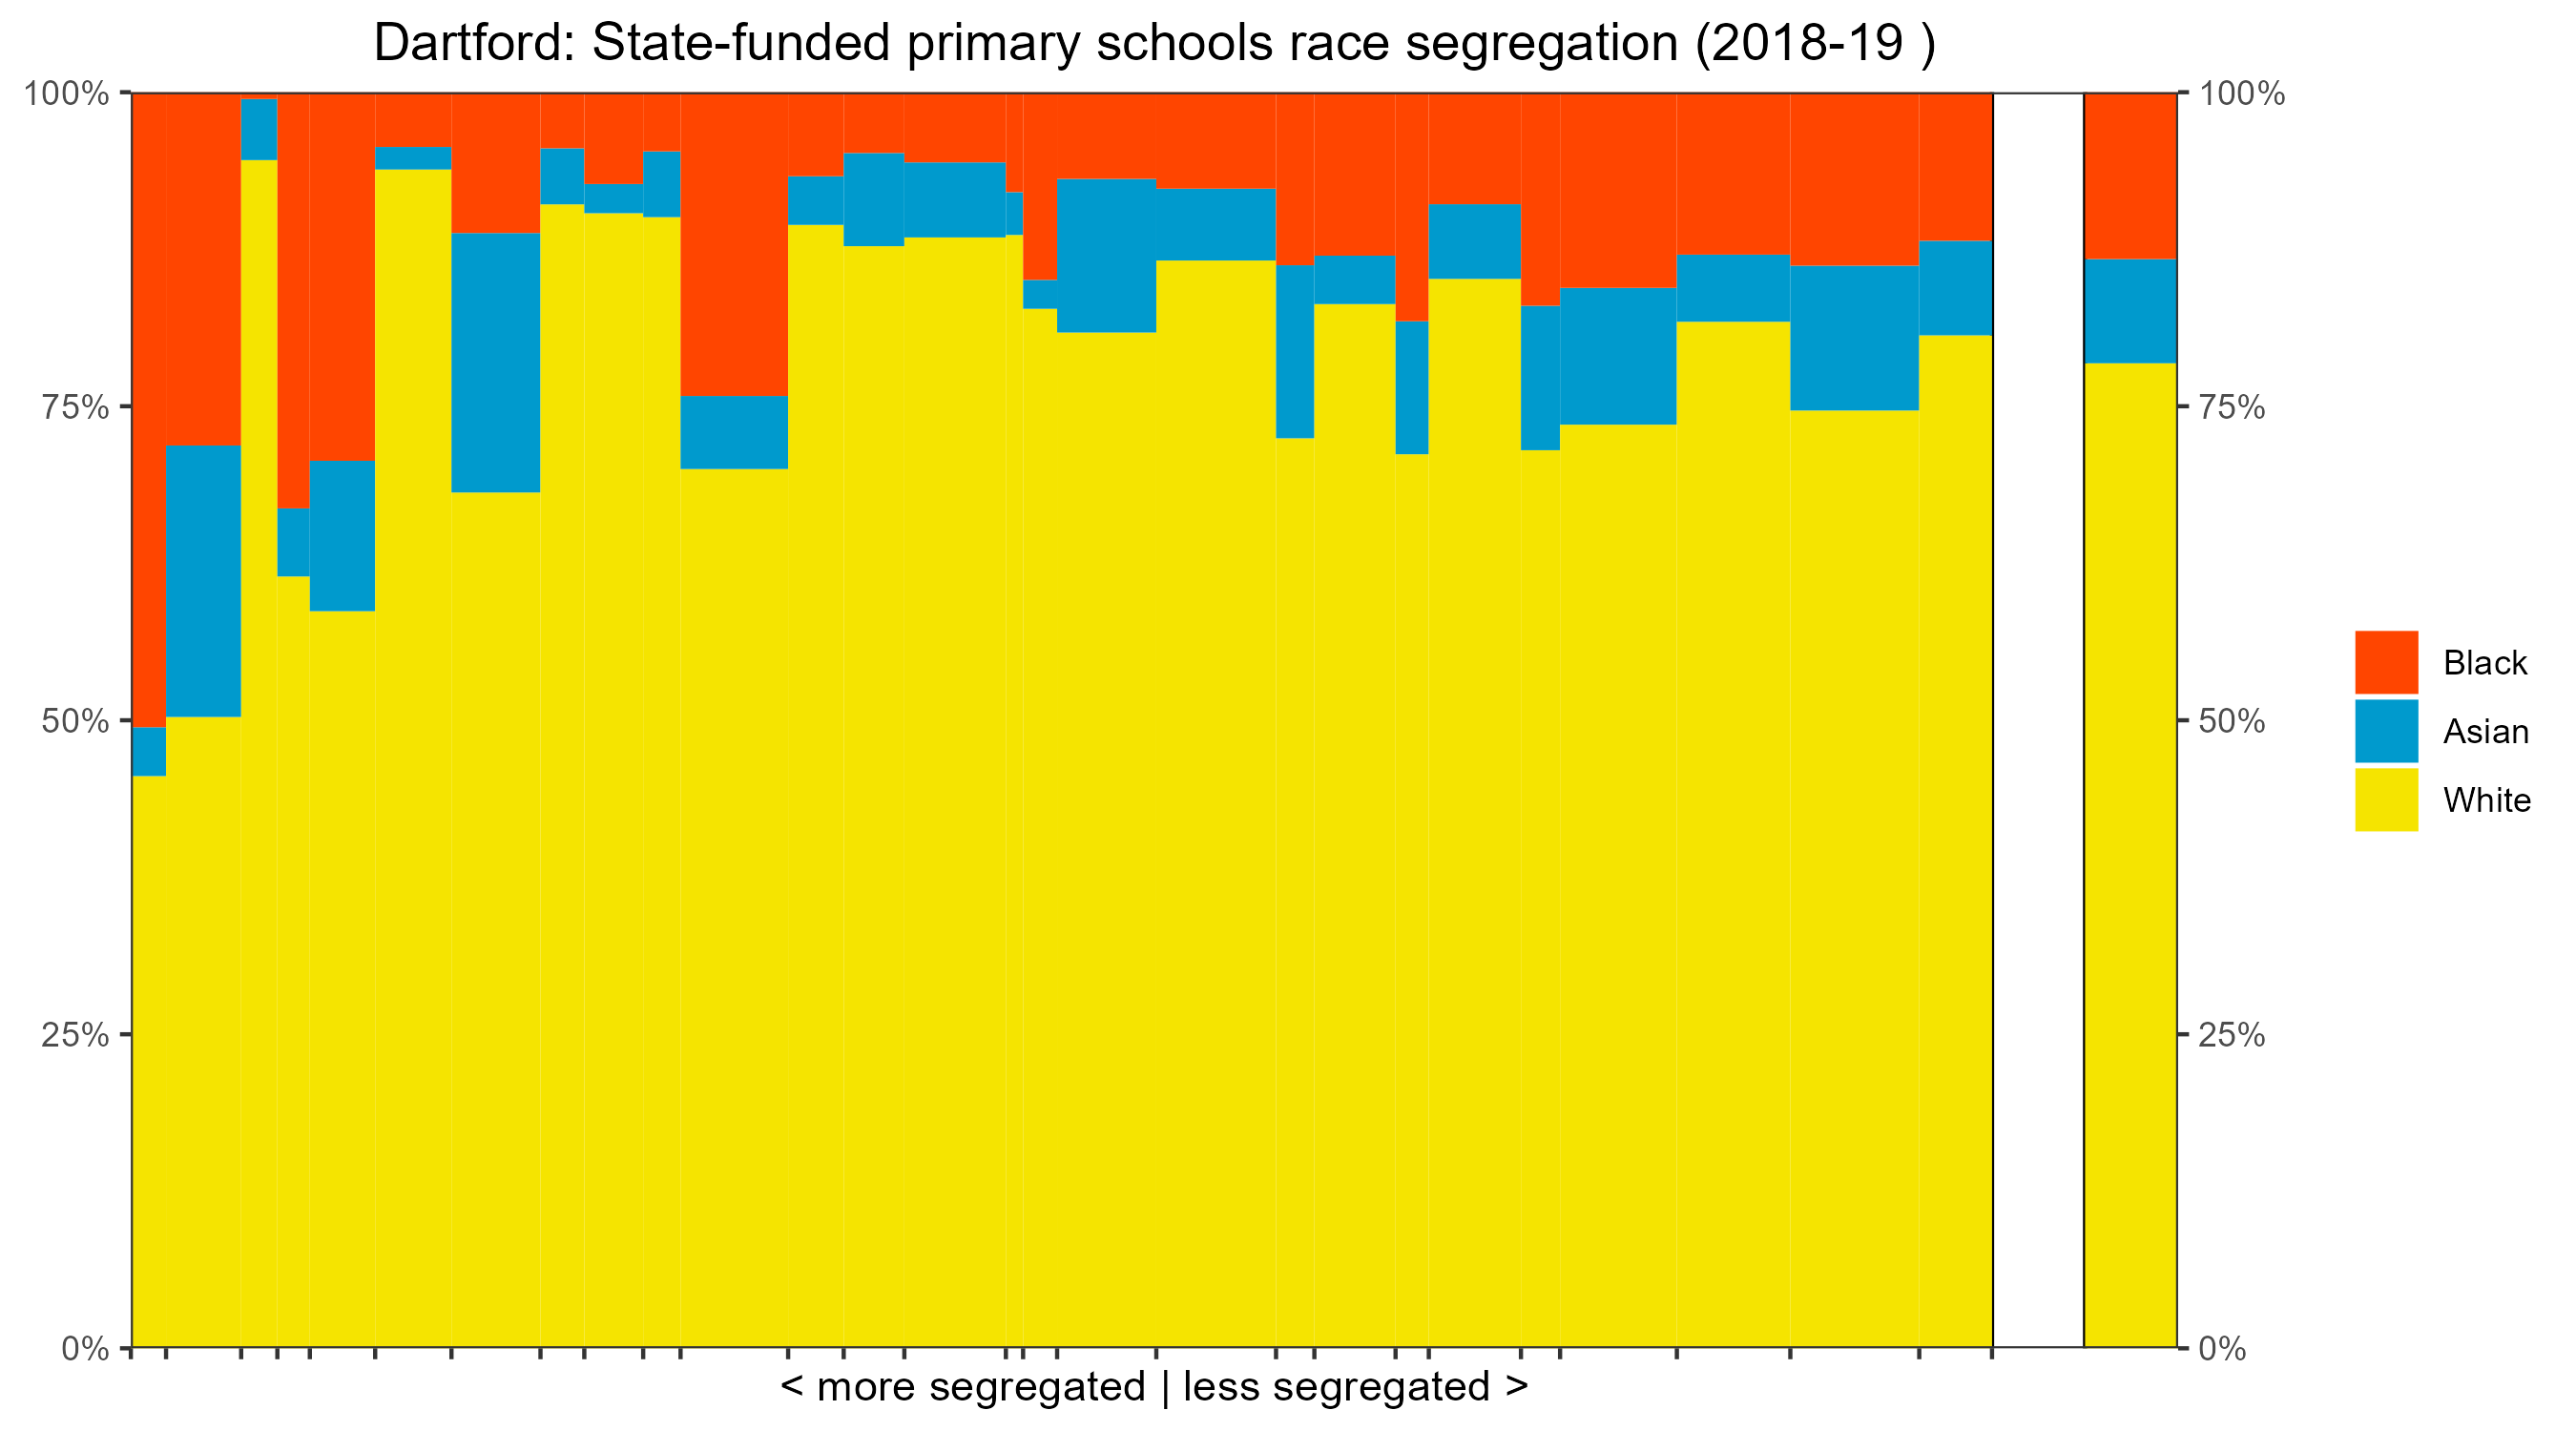 Dartford: State-funded primary schools race segregation (2018-19 )
100%
75%
50%
25%
0%
100%
75%
50%
25%
0%
Black
Asian
White
< more segregated | less segregated >